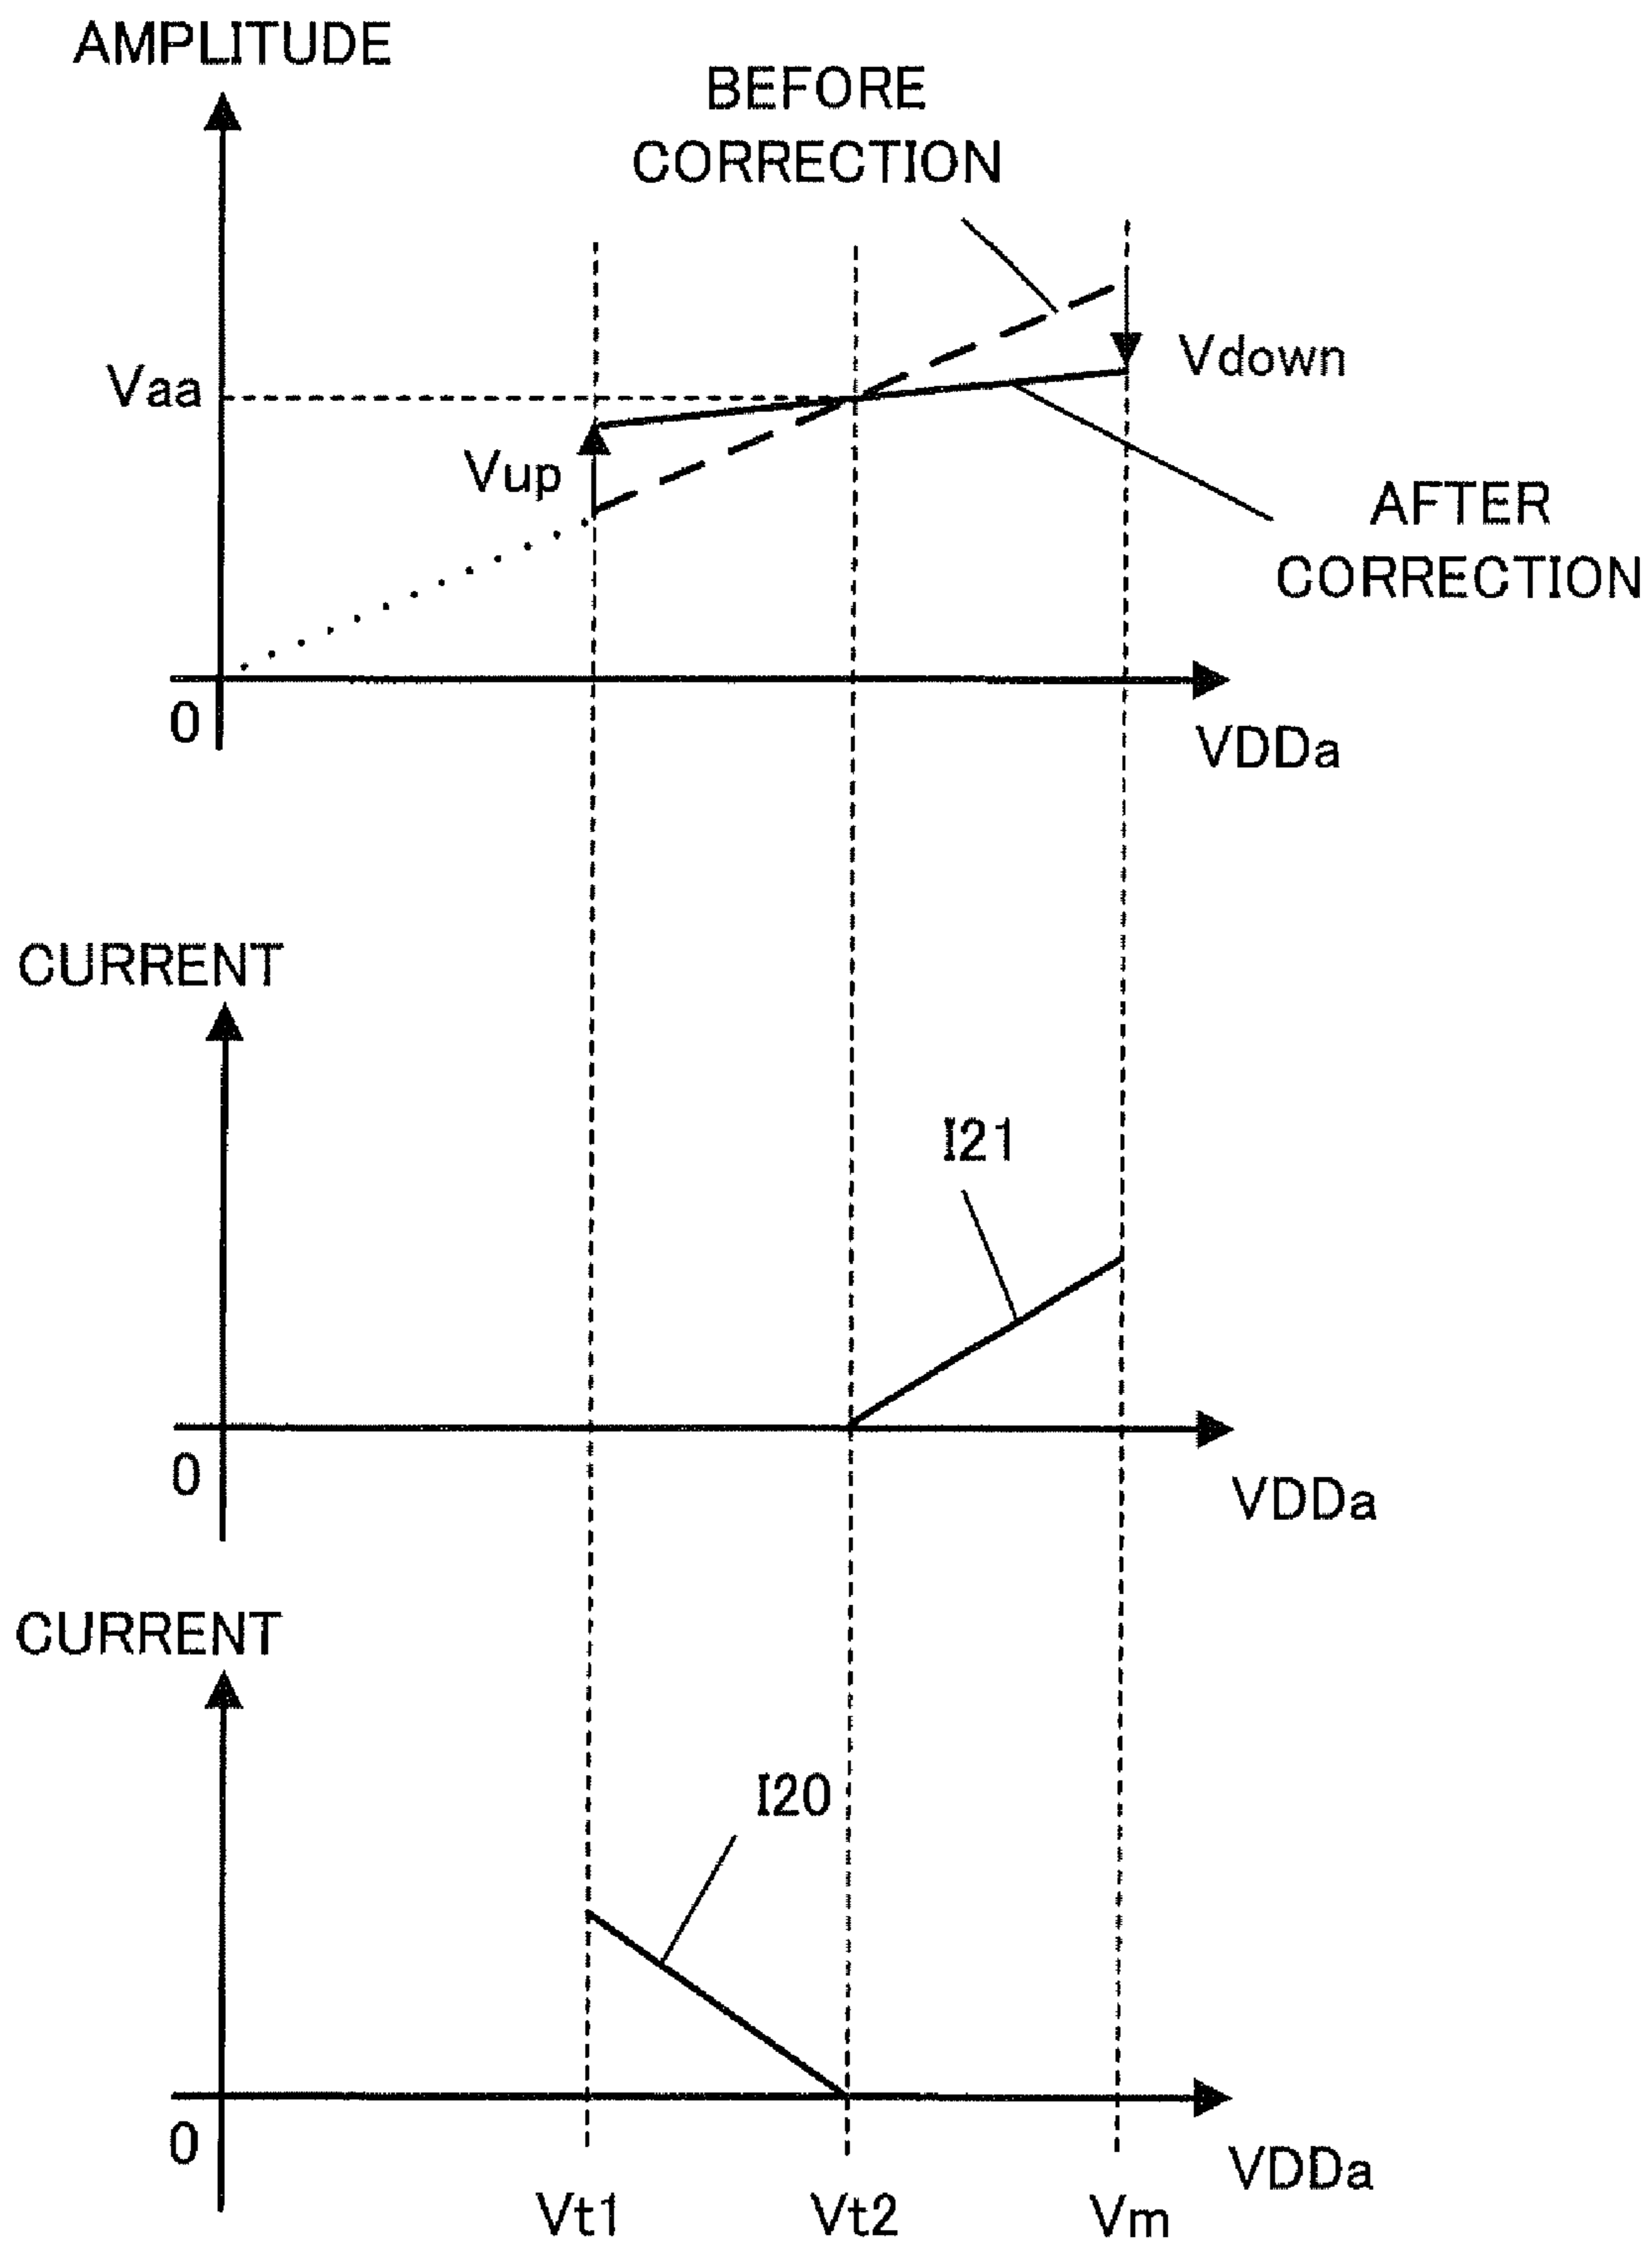 AMPLITUDE
BEFORE
CORRECTION
Vaa
Vdown
Vup
AFTER
CORRECTION
0
VDDa
CURRENT
I21
0
VDDa
CURRENT
I20
0
VDDa
Vt1
Vt2
Vm